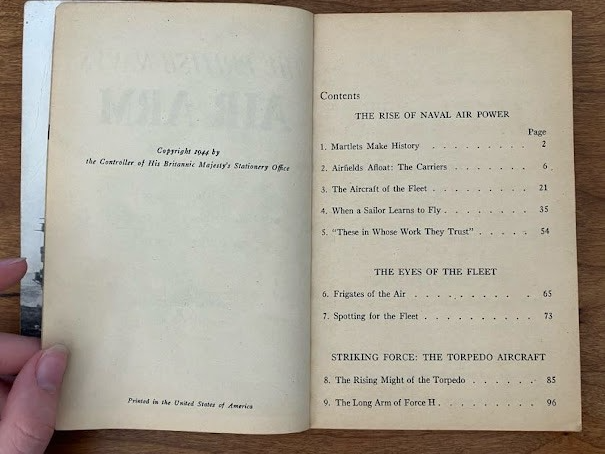 Copyright 1944 by
the Controller of His Britannic Majesty's Stationery Office
Printed in the United States of America
Contents
THE RISE OF NAVAL AIR POWER
Page
1. Martlets Make History . . . . . . . . 2
2. Airfields Afloat: The Carriers . . . . . . . 6
3. The Aircraft of the Fleet . . . . . . . . . 21
4. When a Sailor Learns to Fly . . . . . . . . 35
5. "These in Whose Work They Trust" . . . . . 54
THE EYES OF THE FLEET
6. Frigates of the Air . . . . . . . . . . 65
7. Spotting for the Fleet . . . . . . . . . 73
STRIKING FORCE: THE TORPEDO AIRCRAFT
8. The Rising Might of the Torpedo . . . . . . 85
9. The Long Arm of Force H . . . . . . . . 96